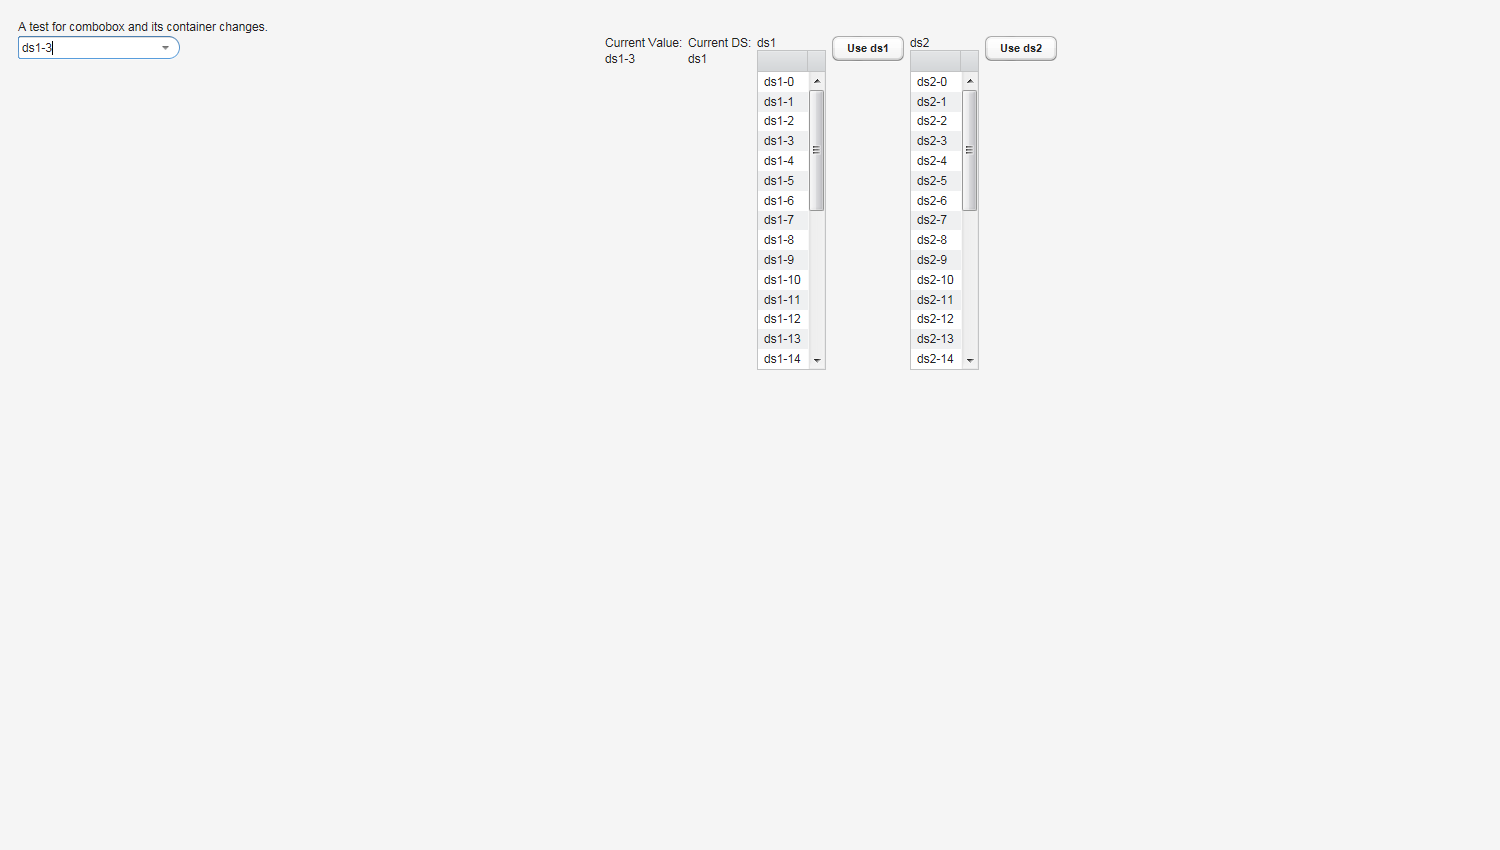 A test for combobox and its container changes.
ds1-3
Current Value:
ds1-3
Current DS:
ds1
ds1
ds1-0
ds1-1
ds1-2
ds1-3
ds1-4
ds1-5
ds1-6
ds1-7
ds1-8
ds1-9
ds1-10
ds1-11
ds1-12
ds1-13
ds1-14
Use ds1
ds2
ds2-0
ds2-1
ds2-2
ds2-3
ds2-4
ds2-5
ds2-6
ds2-7
ds2-8
ds2-9
ds2-10
ds2-11
ds2-12
ds2-13
ds2-14
Use ds2